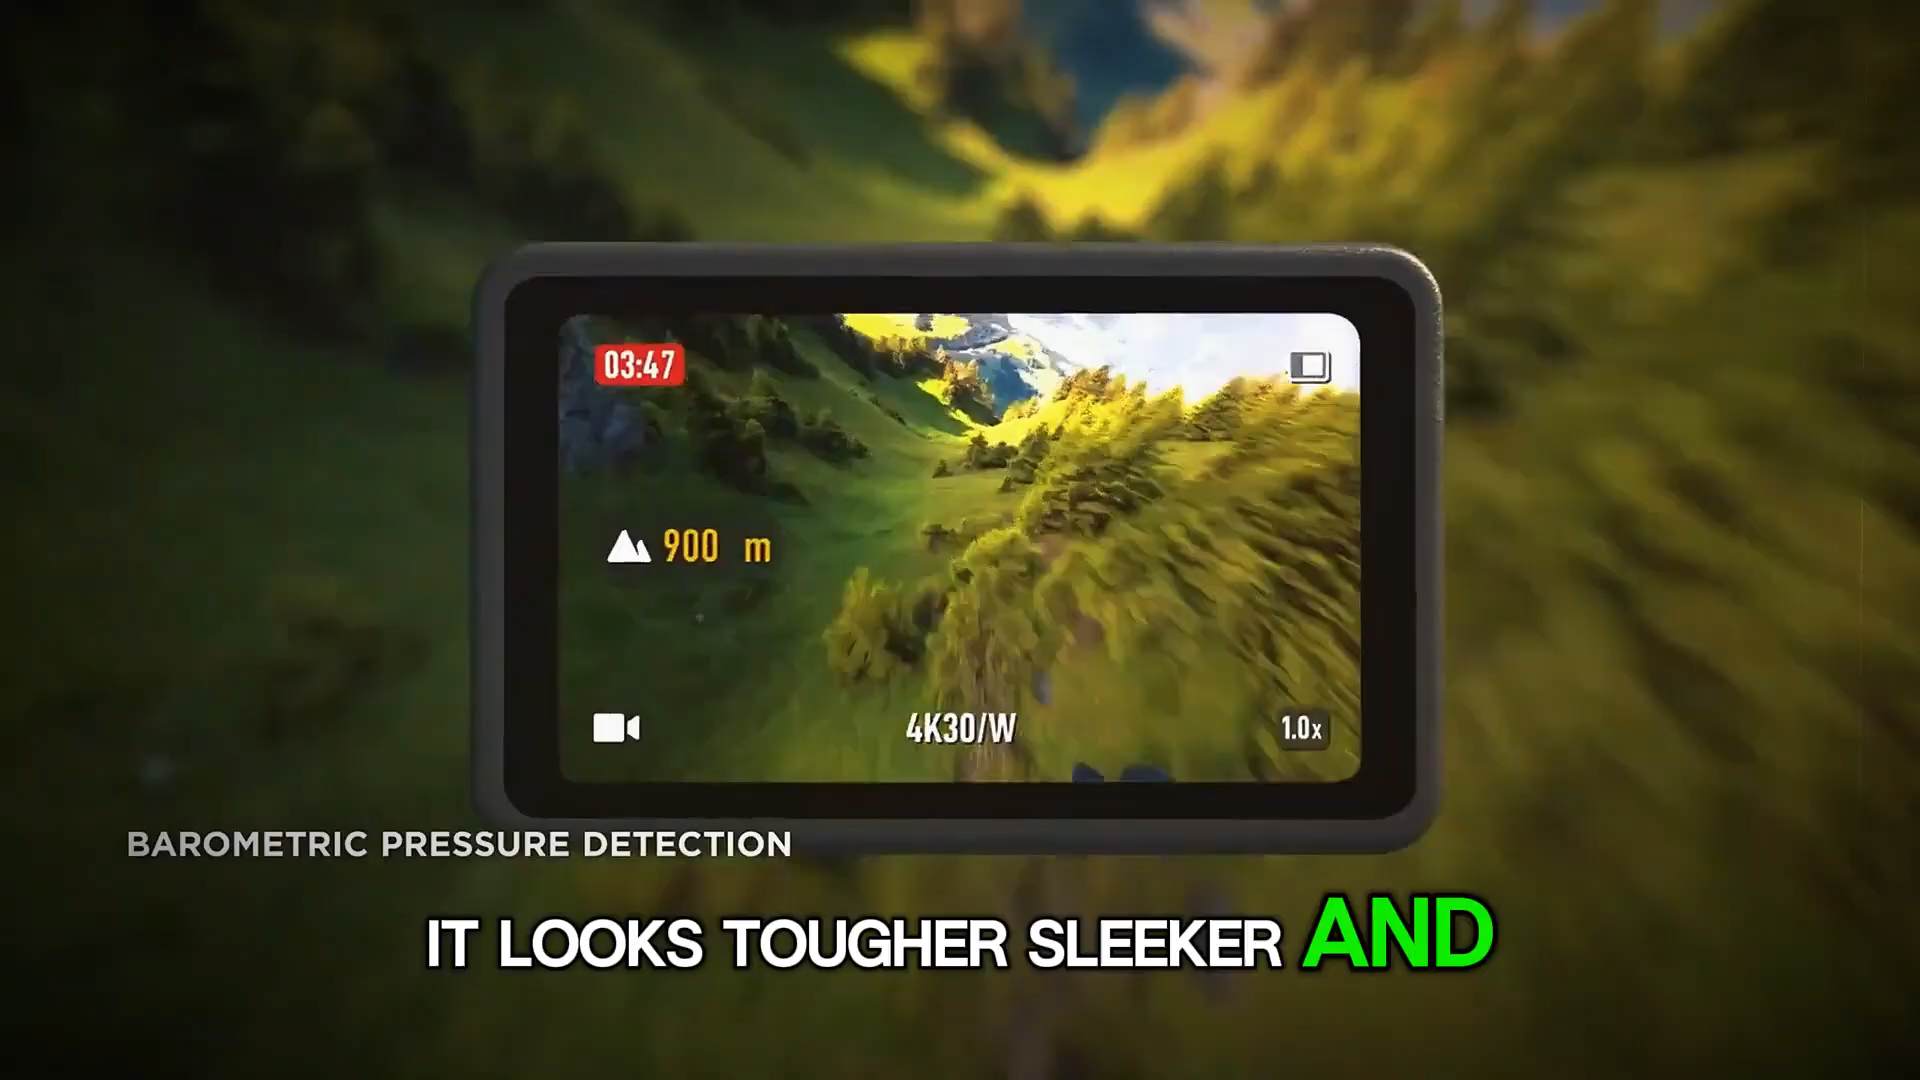 03:47
900 m
4K30/W
1.0x
BAROMETRIC PRESSURE DETECTION
IT LOOKS TOUGHER SLEEKER AND